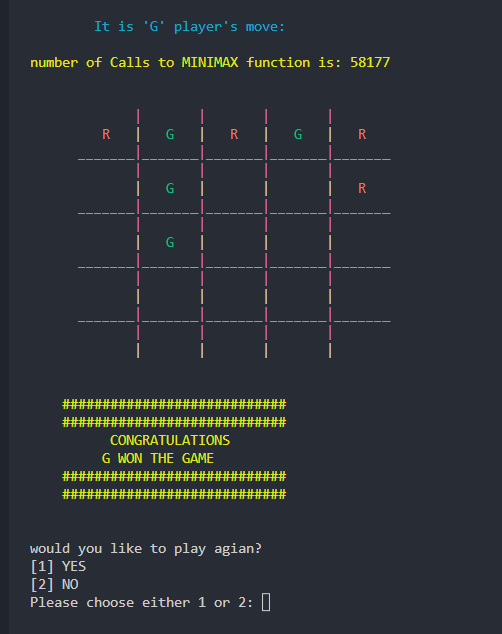 It is 'G' player's move:
number of Calls to MINIMAX function is: 58177
R | G | R | G | R
| G | | | R
| G | | |
############################
############################
CONGRATULATIONS
G WON THE GAME
############################
############################
would you like to play agian?
[1] YES
[2] NO
Please choose either 1 or 2: